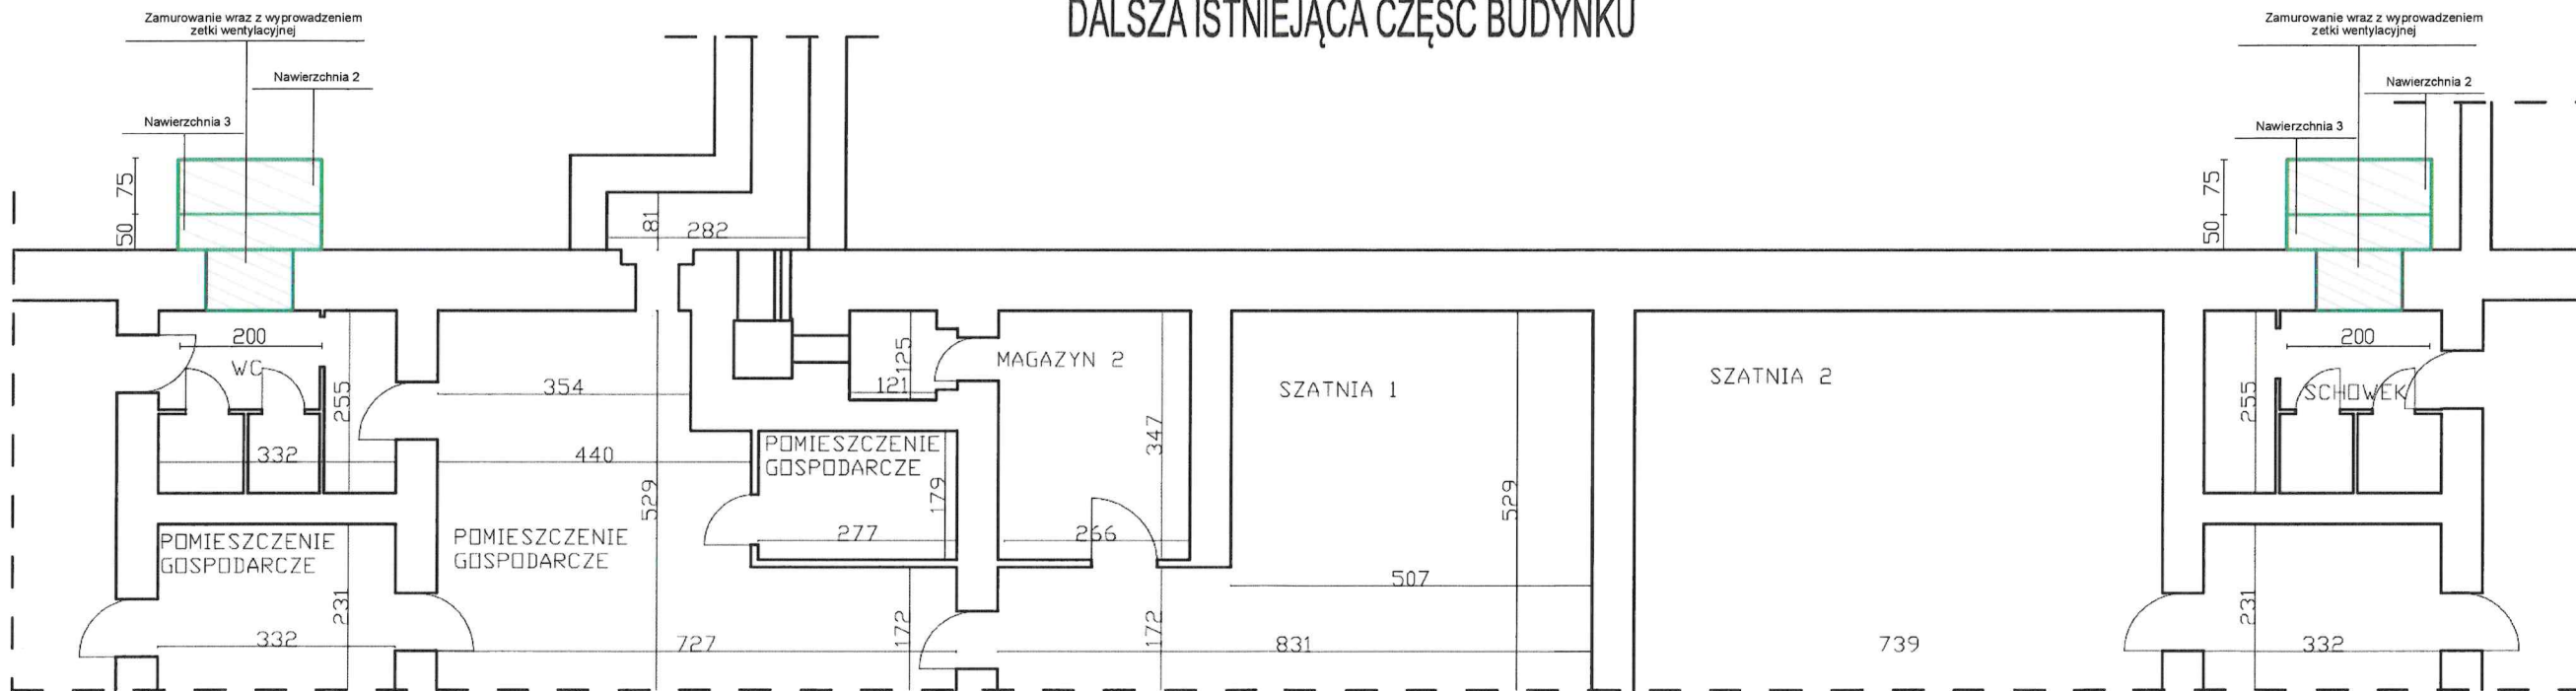 DALSZA ISTNIEJĄCA CZĘŚĆ BUDYNKU
Zamurowanie wraz z wyprowadzeniem
zetki wentylacyjnej
Nawierzchnia 2
Nawierzchnia 3
75
50
Zamurowanie wraz z wyprowadzeniem
zetki wentylacyjnej
Nawierzchnia 2
Nawierzchnia 3
75
50
81
282
200
WC
255
332
354
440
529
125
121
MAGAZYN 2
347
266
POMIESZCZENIE
GOSPODARCZE
179
277
SZATNIA 1
529
507
SZATNIA 2
200
SCHOWEK
255
POMIESZCZENIE
GOSPODARCZE
231
332
POMIESZCZENIE
GOSPODARCZE
727
172
172
831
739
231
332